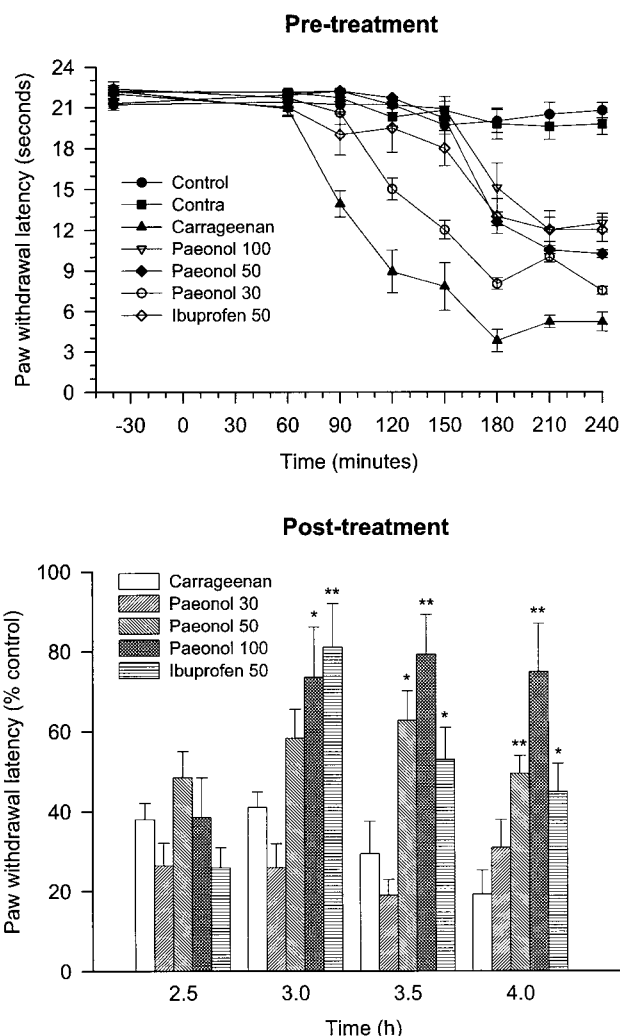 Pre-treatment
Paw withdrawal latency (seconds)
24
21
18
15
12
9
6
3
0
Control
Contra
Carrageenan
Paeonol 100
Paeonol 50
Paeonol 30
Ibuprofen 50
-30 0 30 60 90 120 150 180 210 240
Time (minutes)
Post-treatment
Paw withdrawal latency (% control)
100
80
60
40
20
0
Carrageenan
Paeonol 30
Paeonol 50
Paeonol 100
Ibuprofen 50
* ** * ** * ** ** *
2.5 3.0 3.5 4.0
Time (h)